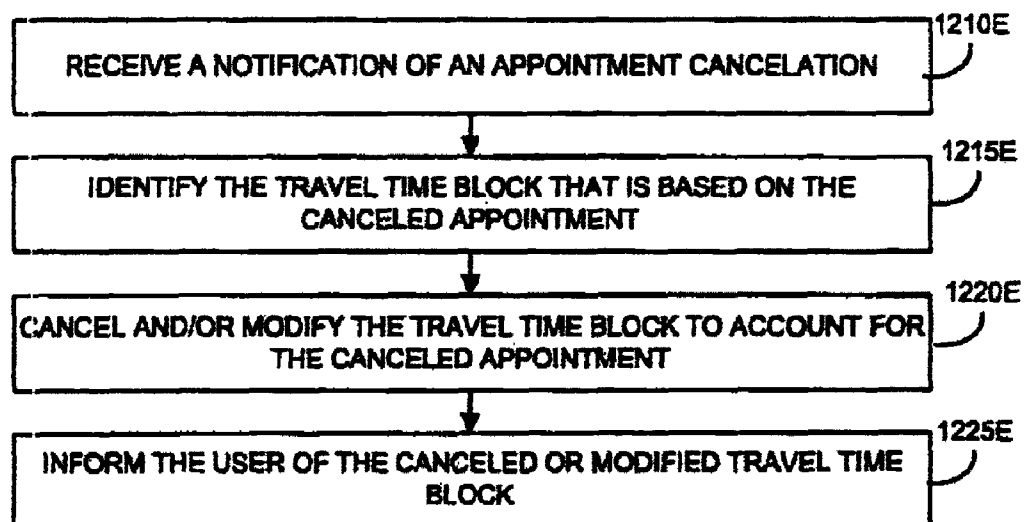 1210E
RECEIVE A NOTIFICATION OF AN APPOINTMENT CANCELATION
1215E
IDENTIFY THE TRAVEL TIME BLOCK THAT IS BASED ON THE
CANCELED APPOINTMENT
1220E
CANCEL AND/OR MODIFY THE TRAVEL TIME BLOCK TO ACCOUNT FOR
THE CANCELED APPOINTMENT
1225E
INFORM THE USER OF THE CANCELED OR MODIFIED TRAVEL TIME
BLOCK